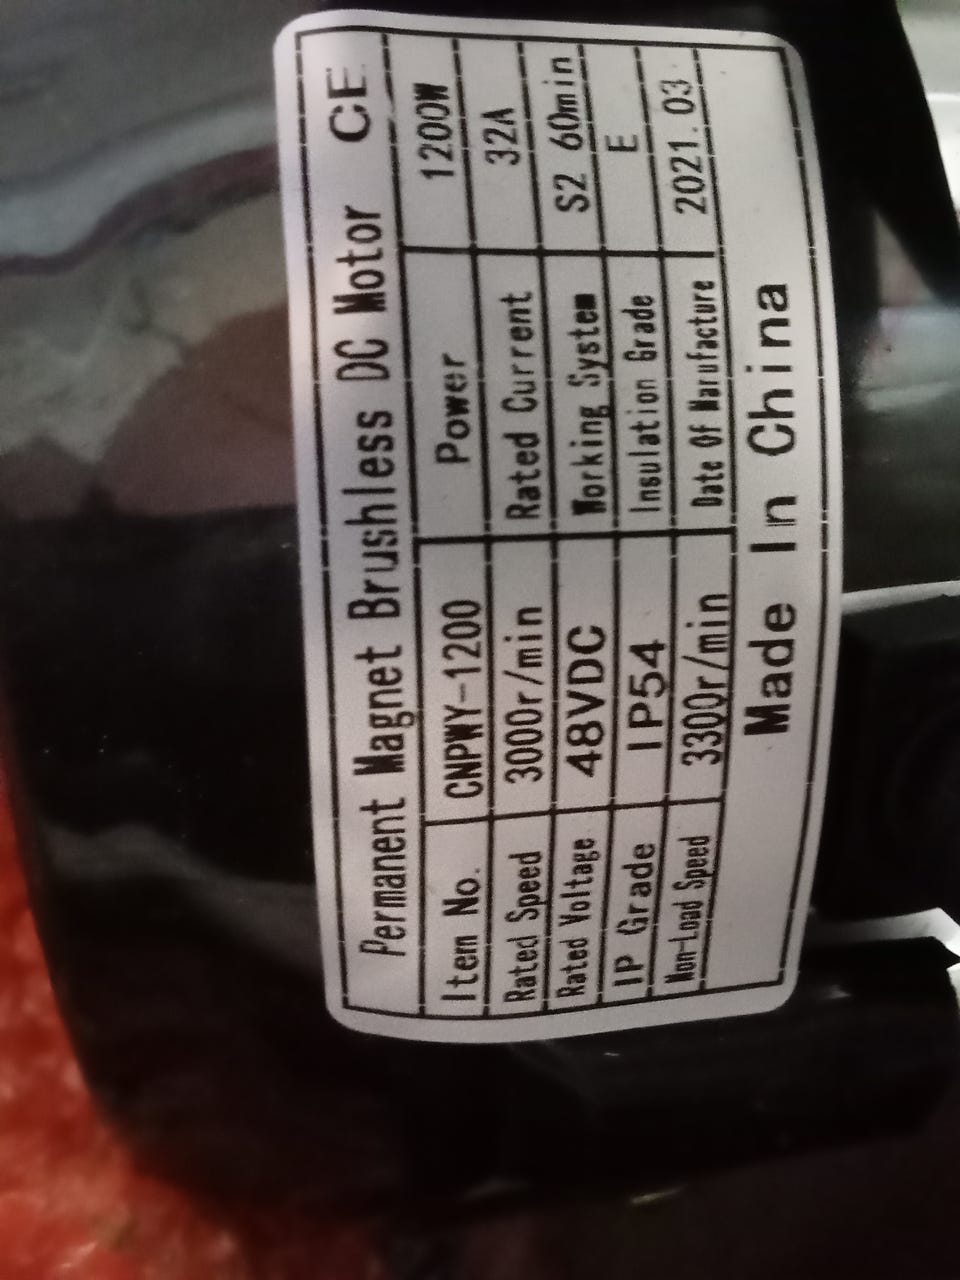 Permanent Magnet Brushless DC Motor CE
Item No. CNPWY-1200 Power 1200W
Rated Speed 3000r/min Rated Current 32A
Rated Voltage 48VDC Working System S2 60min
IP Grade IP54 Insulation Grade E
Non-Load Speed 3300r/min Date Of Marufacture 2021.03
Made In China